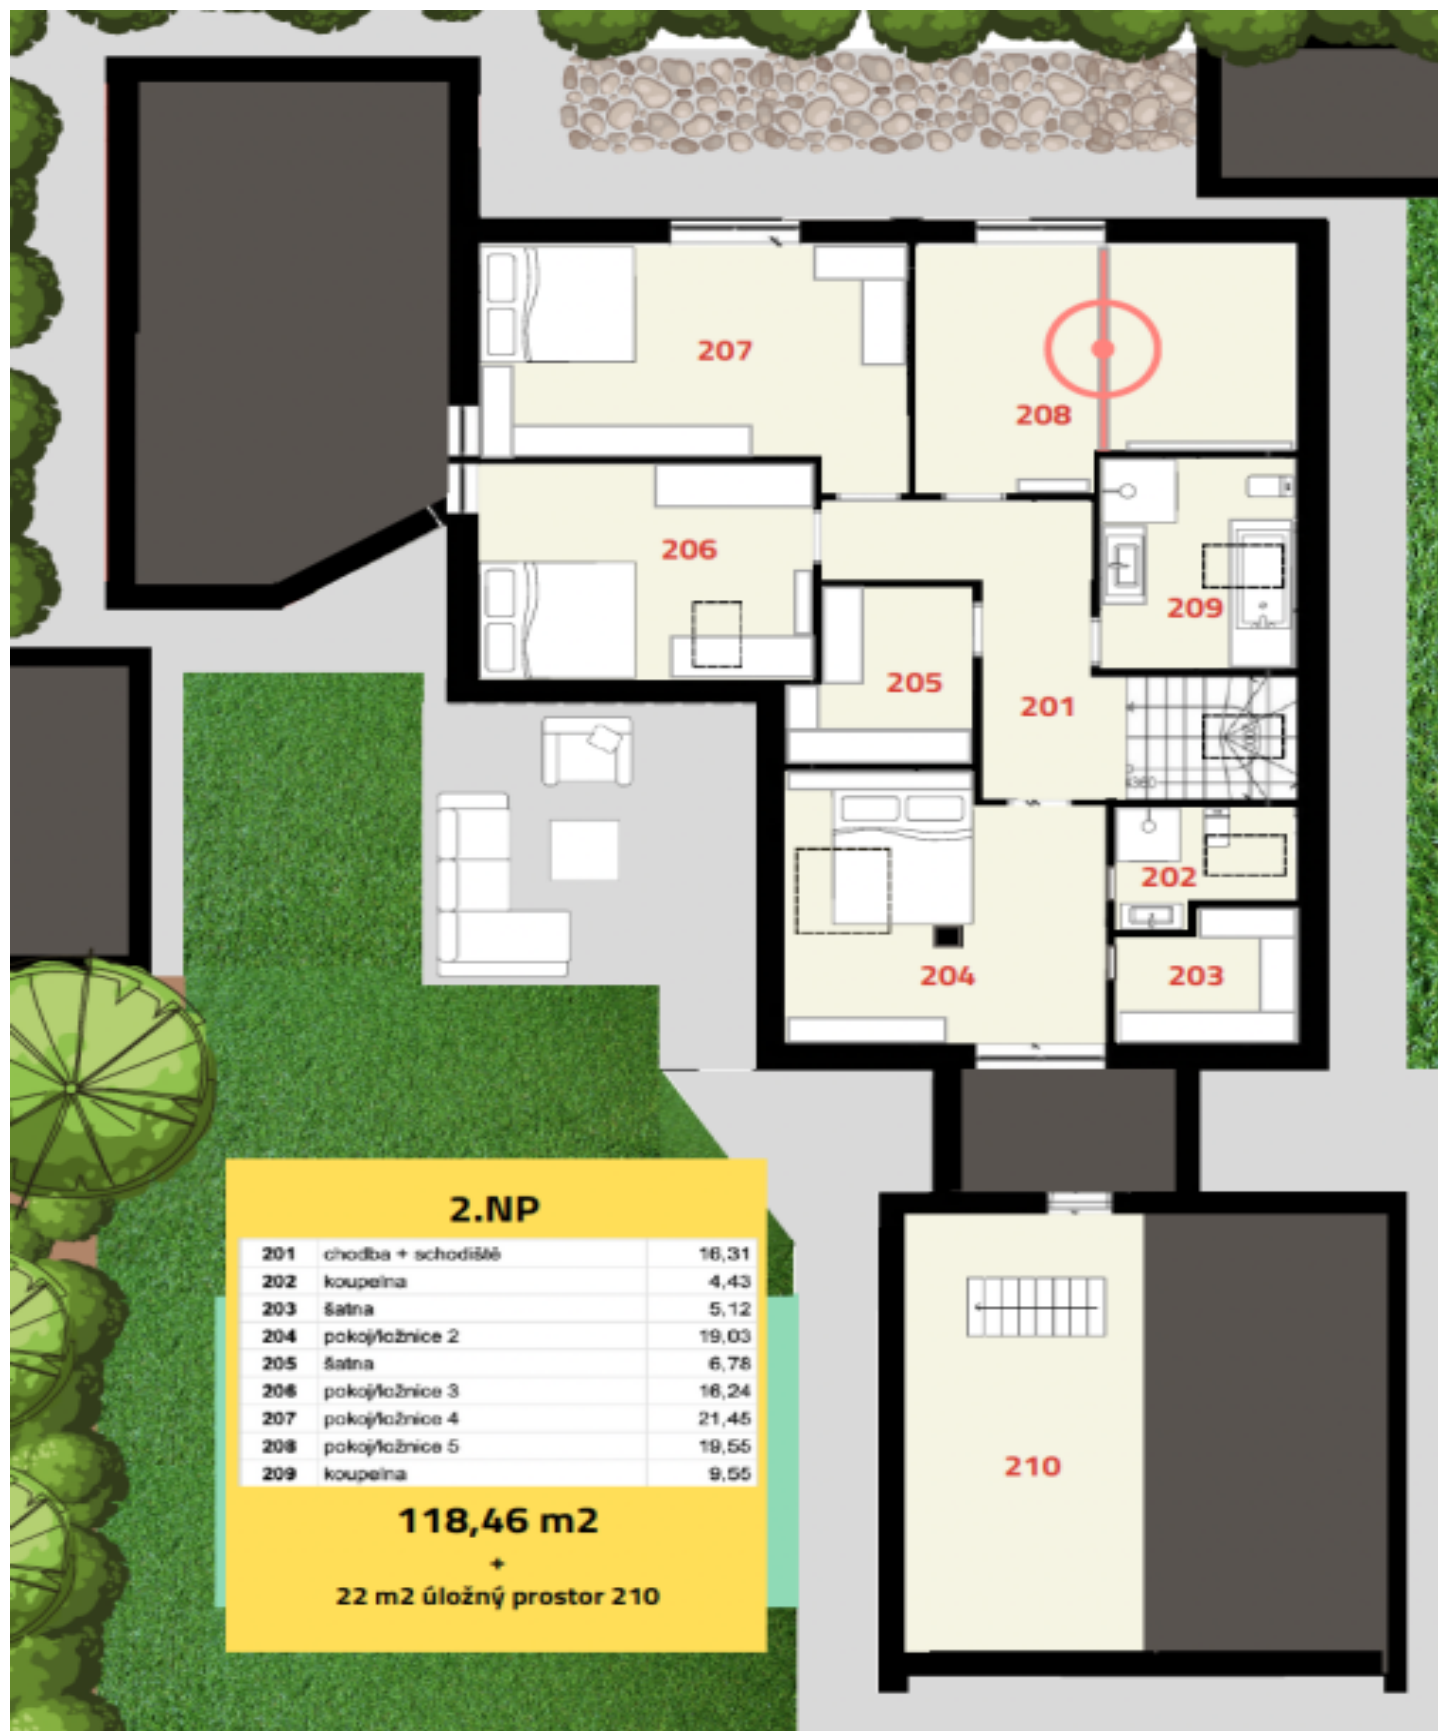 207
208
206
209
205
201
202
204
203
2.NP
201 chodba + schodiště 16,31
202 koupelna 4,43
203 šatna 5,12
204 pokoj/ložnice 2 19,03
205 šatna 6,78
206 pokoj/ložnice 3 16,24
207 pokoj/ložnice 4 21,45
208 pokoj/ložnice 5 19,55
209 koupelna 9,55
118,46 m2
+
22 m2 úložný prostor 210
210